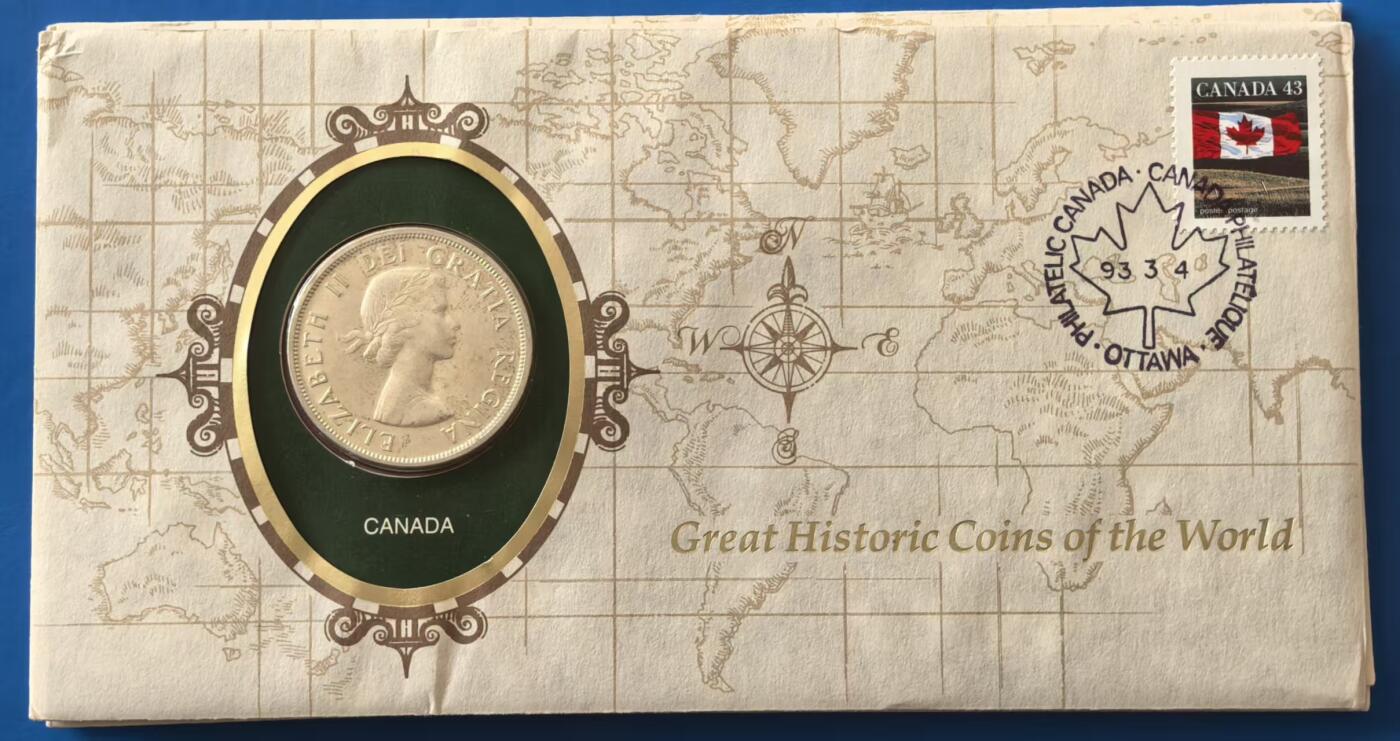 CANADA 43
poste postage
PHILATELIC CANADA · CANADA PHILATELIQUE ·
93 3 4
· OTTAWA ·
N
W E
S
ELIZABETH II DEI GRATIA REGINA
CANADA
Great Historic Coins of the World
H
H H
H